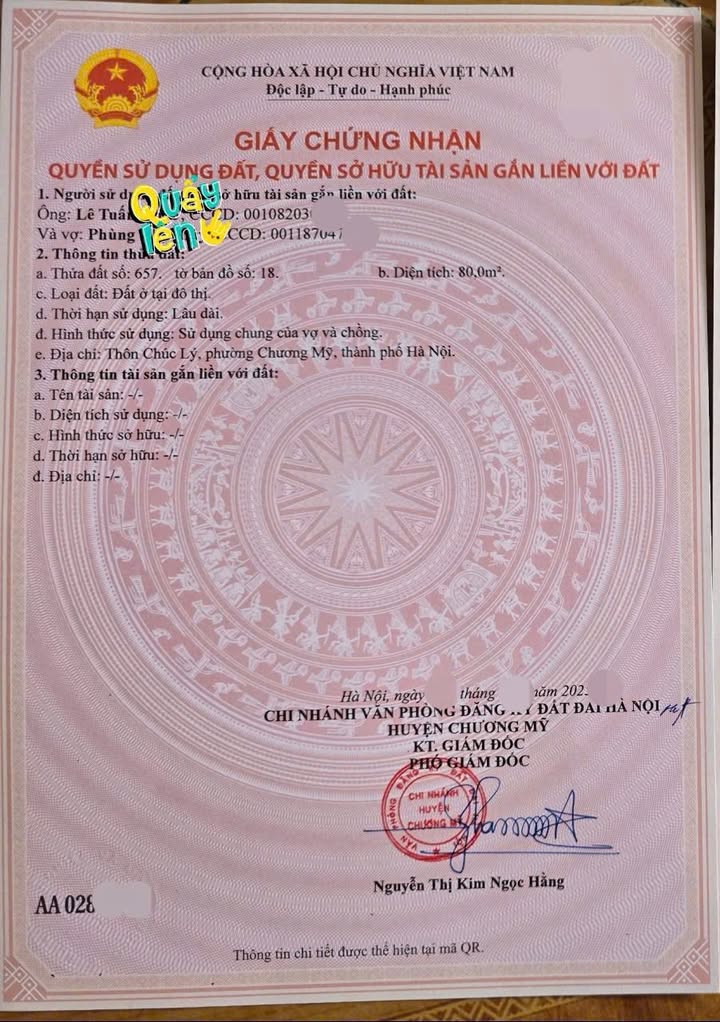 CỘNG HÒA XÃ HỘI CHỦ NGHĨA VIỆT NAM
Độc lập - Tự do - Hạnh phúc
GIẤY CHỨNG NHẬN
QUYỀN SỬ DỤNG ĐẤT, QUYỀN SỞ HỮU TÀI SẢN GẮN LIỀN VỚI ĐẤT
1. Người sử dụng đất, sở hữu tài sản gắn liền với đất:
Ông: Lê Tuấn CCCD: 00108203
Quẩy lên
Và vợ: Phùng CCCD: 001187047
2. Thông tin thửa đất:
a. Thửa đất số: 657. tờ bản đồ số: 18. b. Diện tích: 80,0m².
c. Loại đất: Đất ở tại đô thị.
d. Thời hạn sử dụng: Lâu dài.
đ. Hình thức sử dụng: Sử dụng chung của vợ và chồng.
e. Địa chỉ: Thôn Chúc Lý, phường Chương Mỹ, thành phố Hà Nội.
3. Thông tin tài sản gắn liền với đất:
a. Tên tài sản: -/-
b. Diện tích sử dụng: -/-
c. Hình thức sở hữu: -/-
d. Thời hạn sở hữu: -/-
đ. Địa chỉ: -/-
Hà Nội, ngày tháng năm 202
CHI NHÁNH VĂN PHÒNG ĐĂNG KÝ ĐẤT ĐAI HÀ NỘI
HUYỆN CHƯƠNG MỸ
KT. GIÁM ĐỐC
PHÓ GIÁM ĐỐC
CHI NHÁNH
HUYỆN
CHƯƠNG MỸ
Nguyễn Thị Kim Ngọc Hằng
AA 028
Thông tin chi tiết được thể hiện tại mã QR.